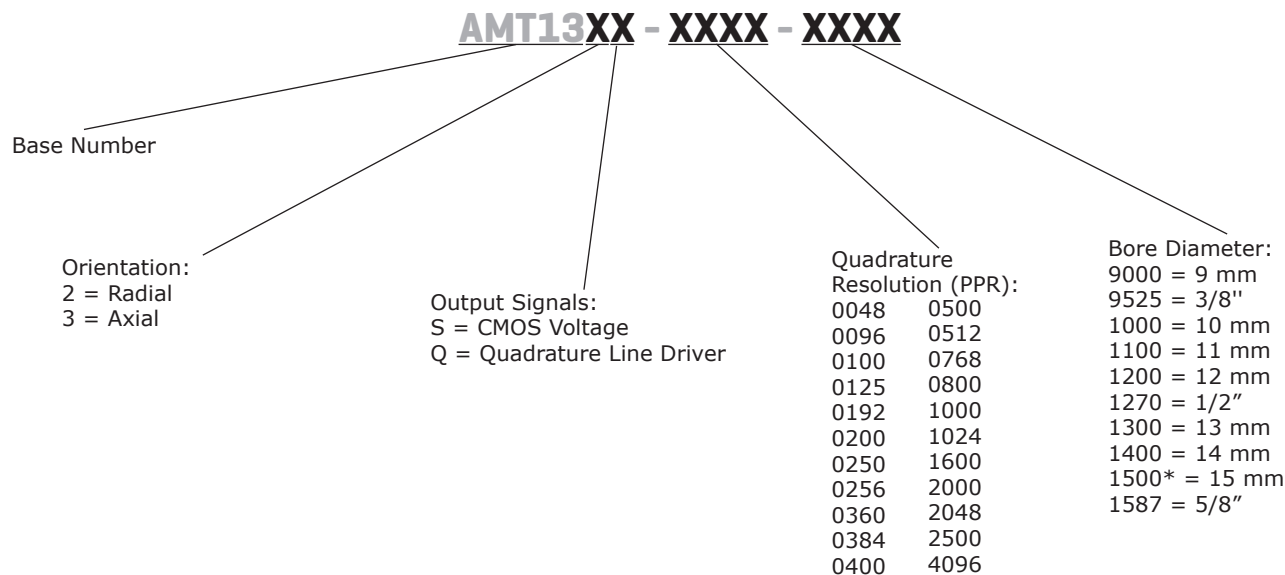 AMT13XX - XXXX - XXXX
Base Number
Orientation:
2 = Radial
3 = Axial
Output Signals:
S = CMOS Voltage
Q = Quadrature Line Driver
Quadrature
Resolution (PPR):
0048 0500
0096 0512
0100 0768
0125 0800
0192 1000
0200 1024
0250 1600
0256 2000
0360 2048
0384 2500
0400 4096
Bore Diameter:
9000 = 9 mm
9525 = 3/8''
1000 = 10 mm
1100 = 11 mm
1200 = 12 mm
1270 = 1/2”
1300 = 13 mm
1400 = 14 mm
1500* = 15 mm
1587 = 5/8”